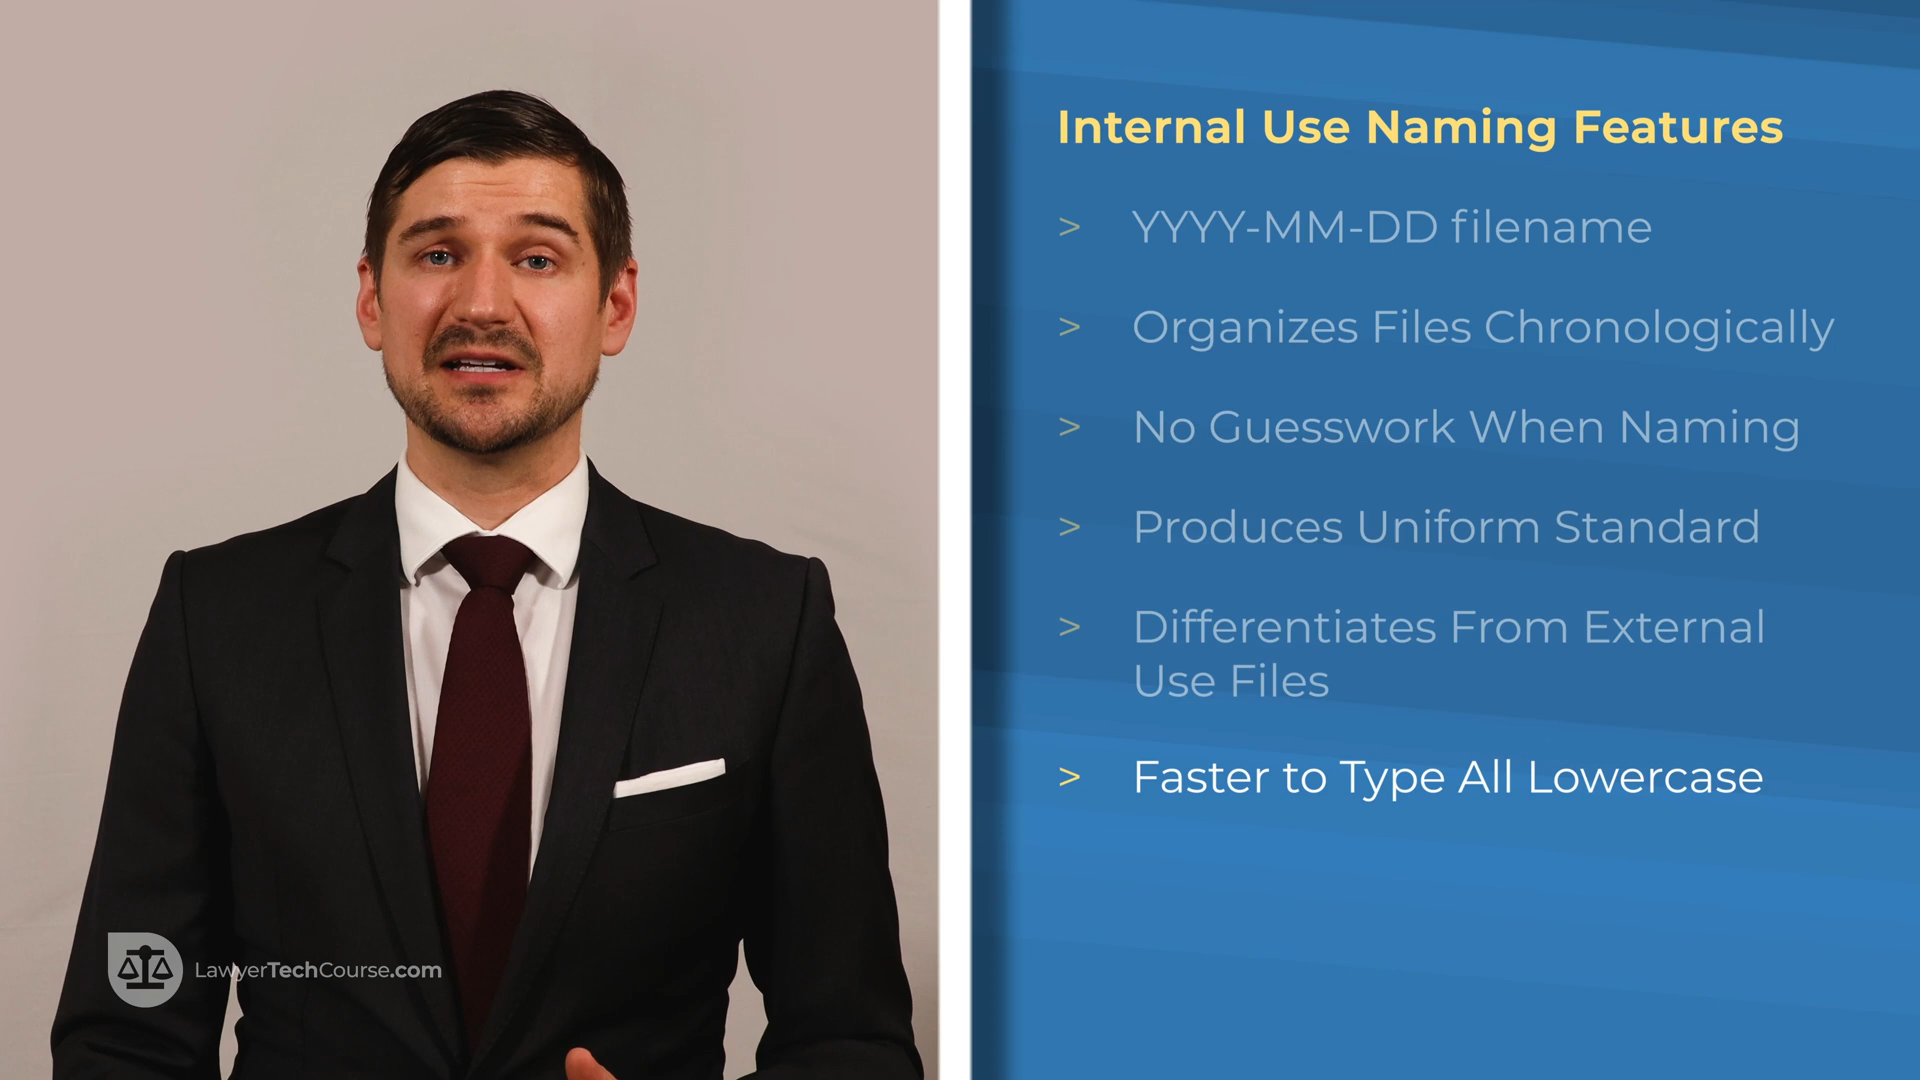 Internal Use Naming Features
> YYYY-MM-DD filename
> Organizes Files Chronologically
> No Guesswork When Naming
> Produces Uniform Standard
> Differentiates From External
Use Files
> Faster to Type All Lowercase
LawyerTechCourse.com